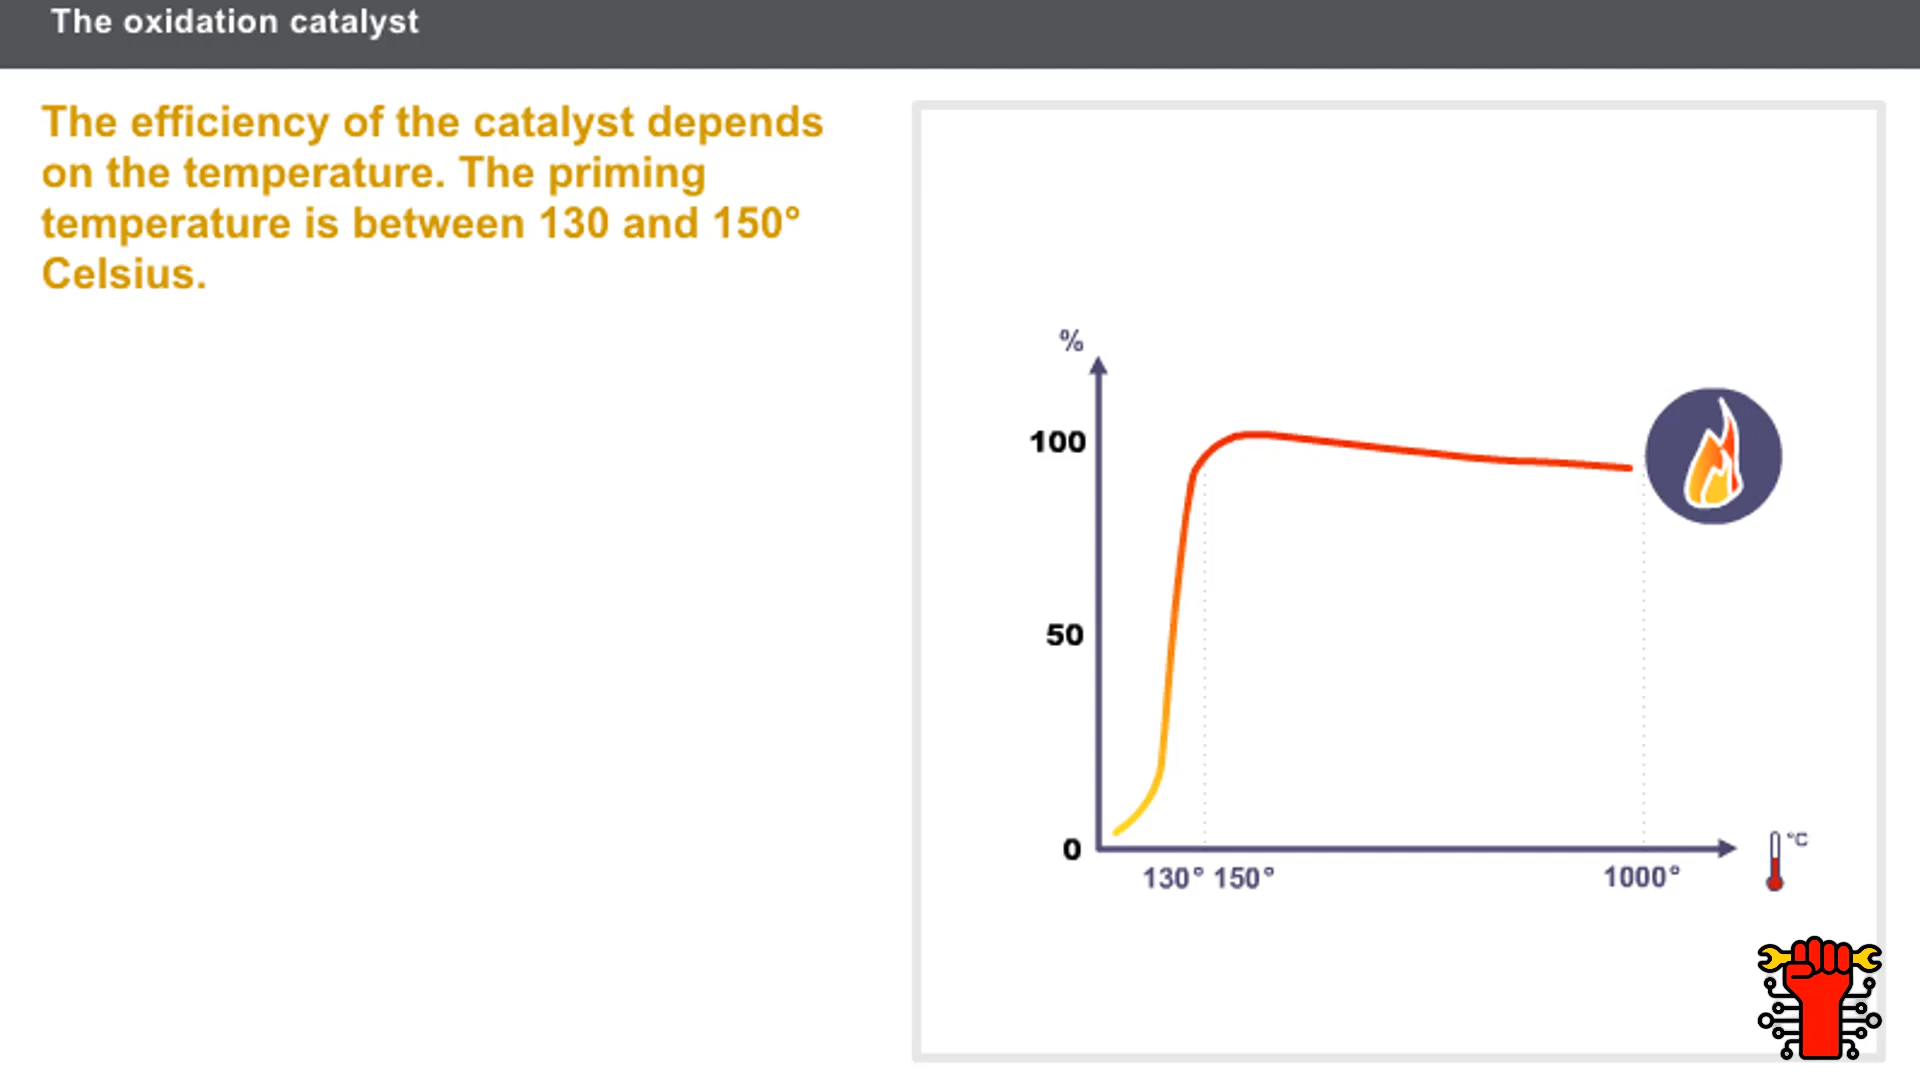 The oxidation catalyst
The efficiency of the catalyst depends
on the temperature. The priming
temperature is between 130 and 150°
Celsius.
%
100
50
0
130° 150°
1000°
°C